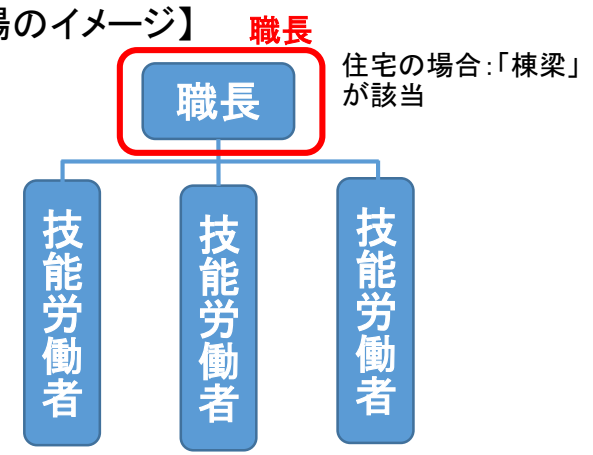 場のイメージ】
職長
住宅の場合：「棟梁」
が該当
職長
技能労働者
技能労働者
技能労働者